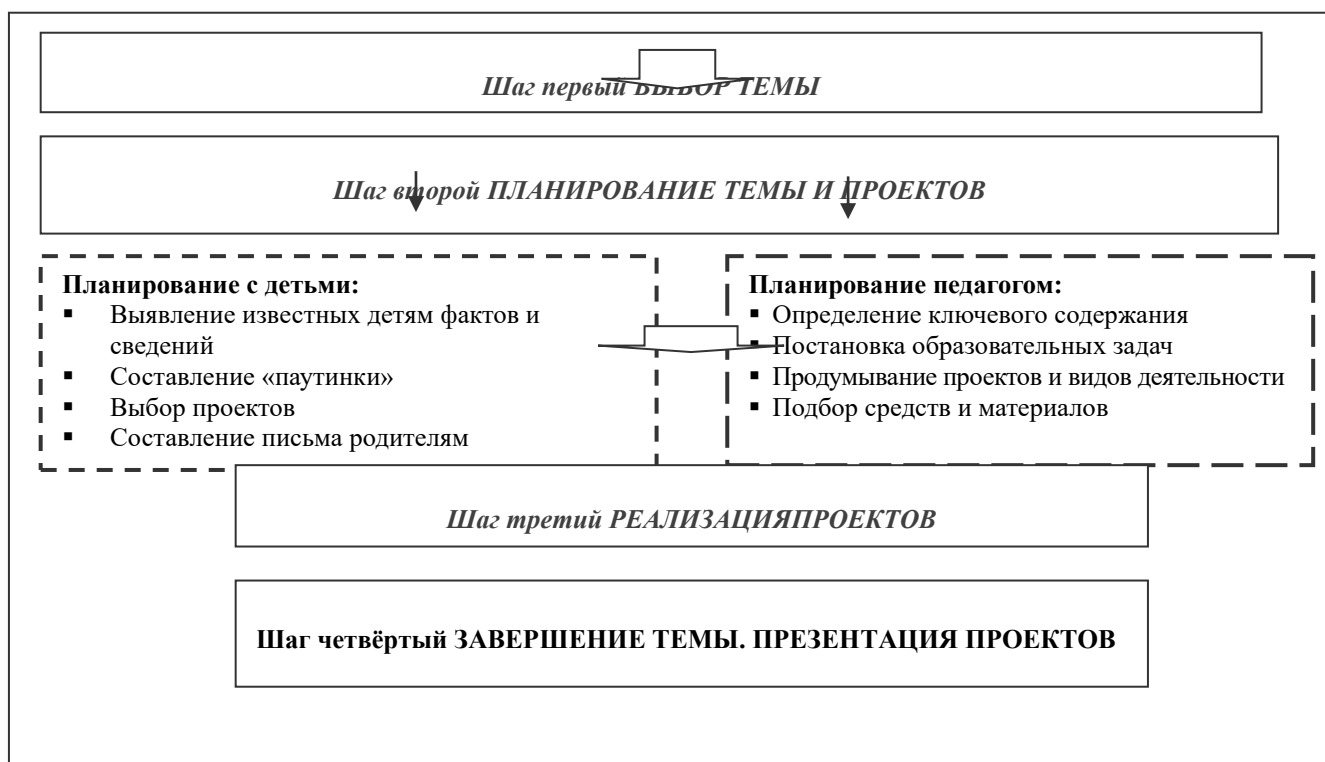 Шаг первый ВЫБОР ТЕМЫ
Шаг второй ПЛАНИРОВАНИЕ ТЕМЫ И ПРОЕКТОВ
Планирование с детьми:
▪ Выявление известных детям фактов и
сведений
▪ Составление «паутинки»
▪ Выбор проектов
▪ Составление письма родителям
Планирование педагогом:
▪ Определение ключевого содержания
▪ Постановка образовательных задач
▪ Продумывание проектов и видов деятельности
▪ Подбор средств и материалов
Шаг третий РЕАЛИЗАЦИЯПРОЕКТОВ
Шаг четвёртый ЗАВЕРШЕНИЕ ТЕМЫ. ПРЕЗЕНТАЦИЯ ПРОЕКТОВ